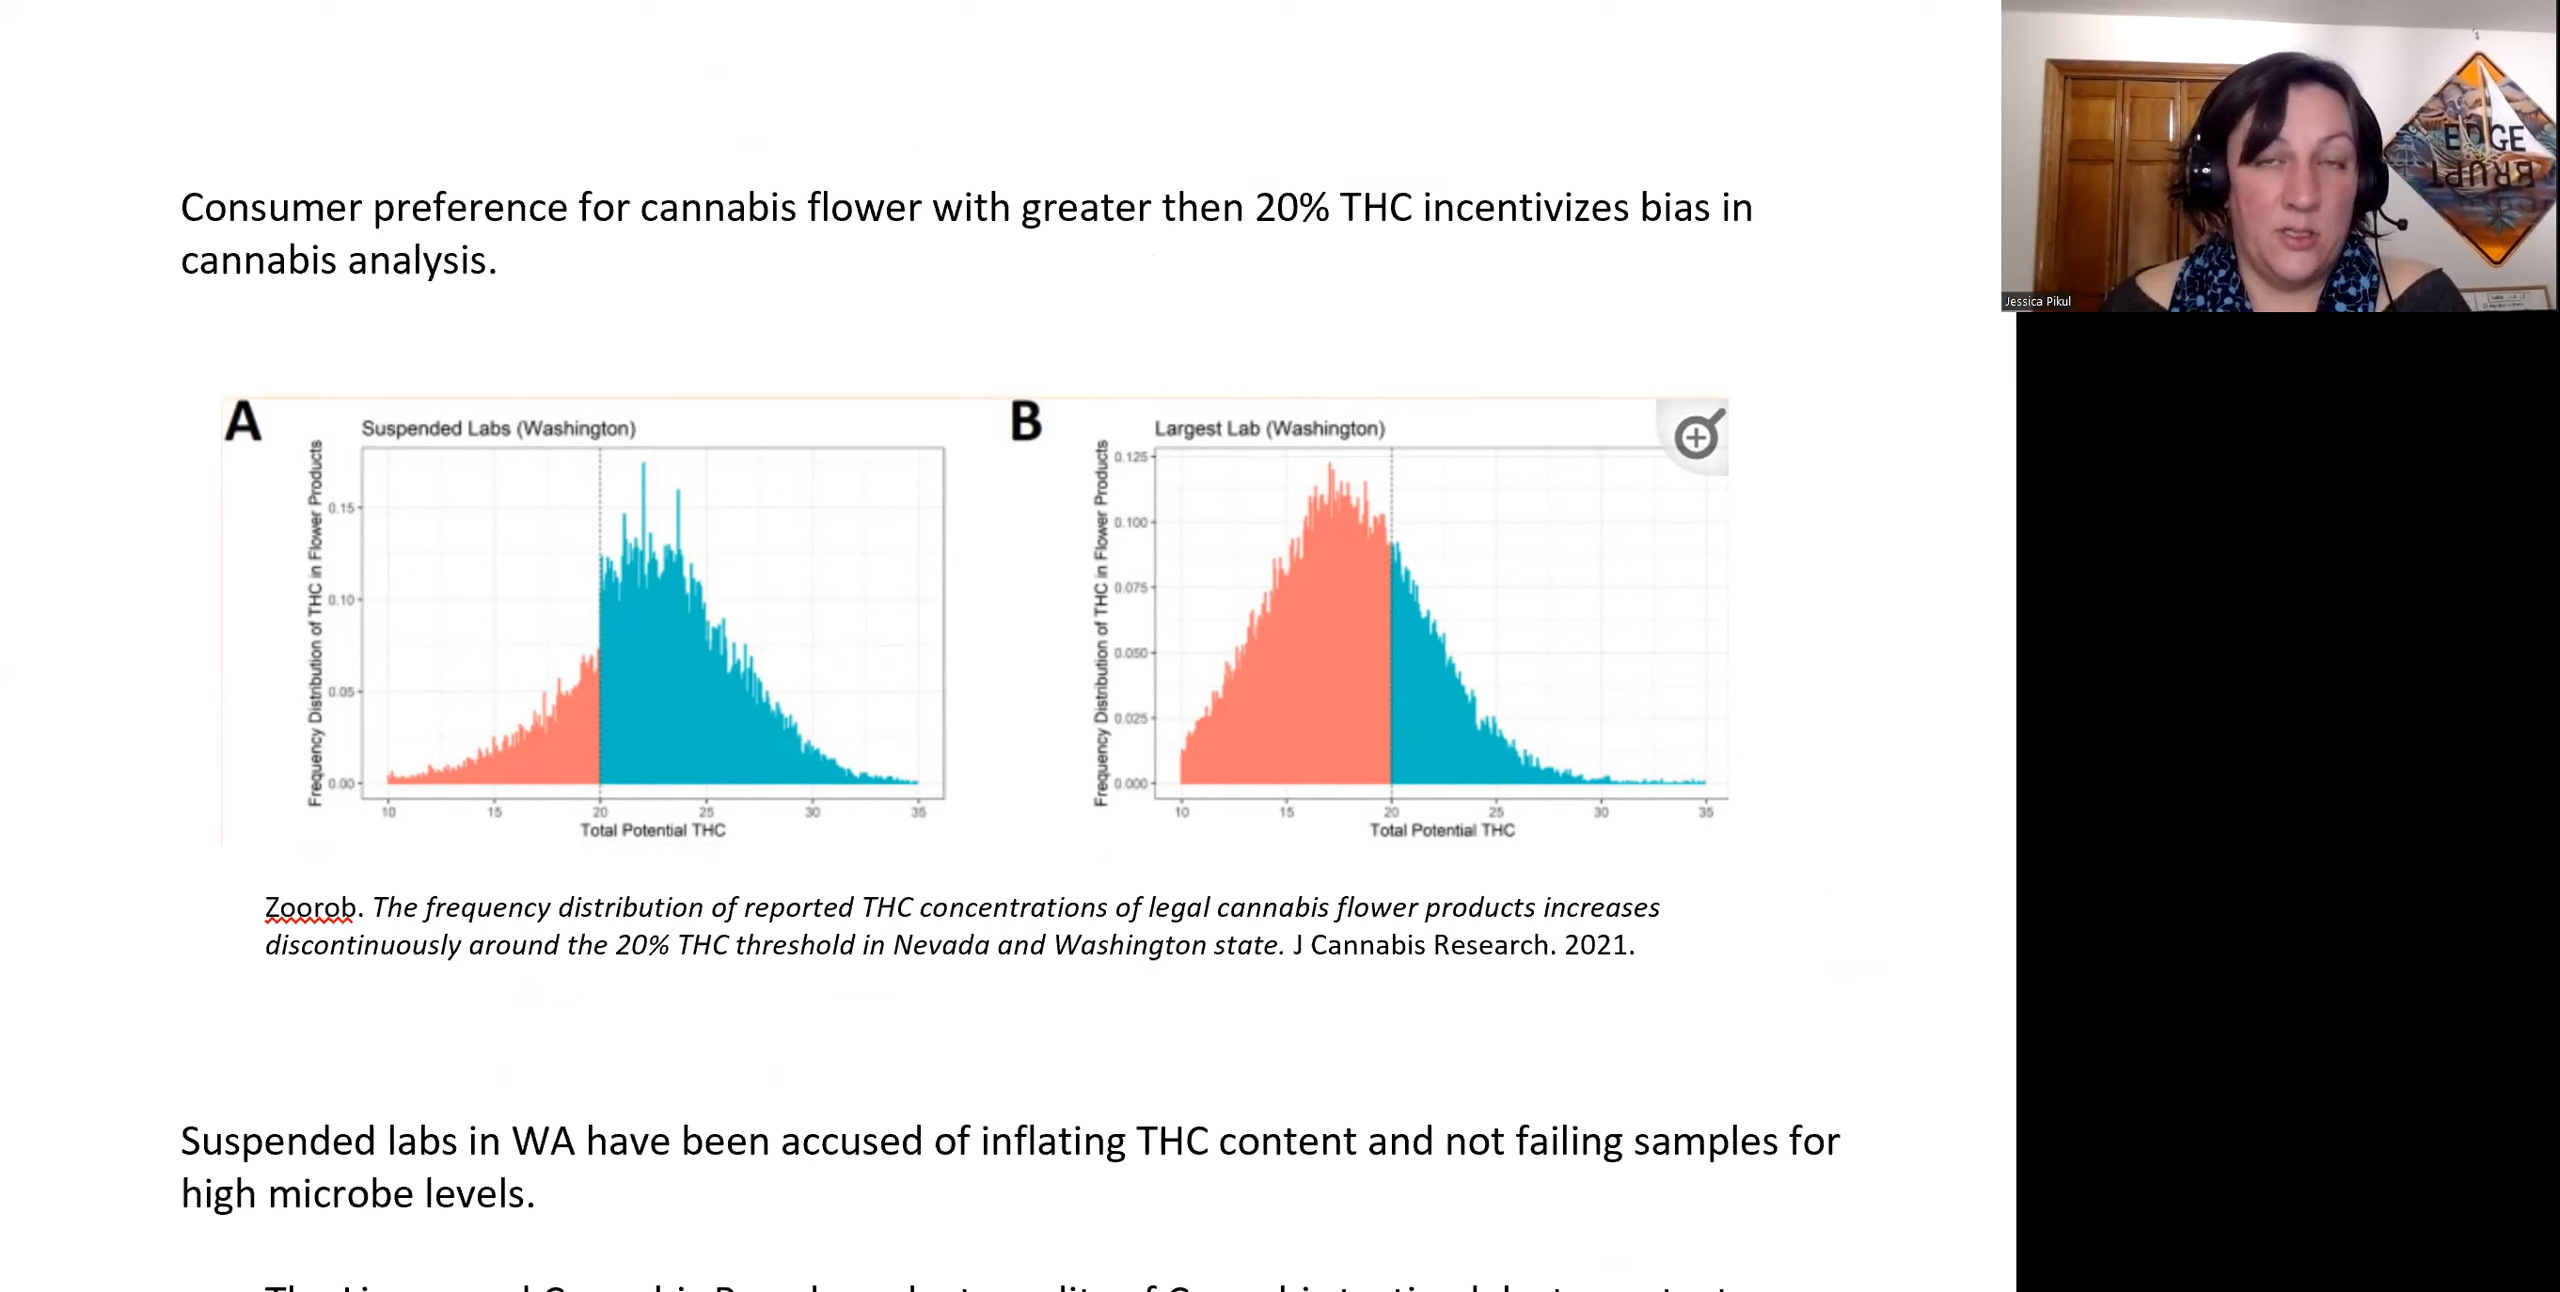 Consumer preference for cannabis flower with greater then 20% THC incentivizes bias in
cannabis analysis.
A
Suspended Labs (Washington)
Frequency Distribution of THC in Flower Products
0.15
0.10
0.05
0.00
10 15 20 25 30 35
Total Potential THC
B
Largest Lab (Washington)
Frequency Distribution of THC in Flower Products
0.125
0.100
0.075
0.050
0.025
0.000
10 15 20 25 30 35
Total Potential THC
Zoorob. The frequency distribution of reported THC concentrations of legal cannabis flower products increases
discontinuously around the 20% THC threshold in Nevada and Washington state. J Cannabis Research. 2021.
Suspended labs in WA have been accused of inflating THC content and not failing samples for
high microbe levels.
EDGE
Jessica Pikul